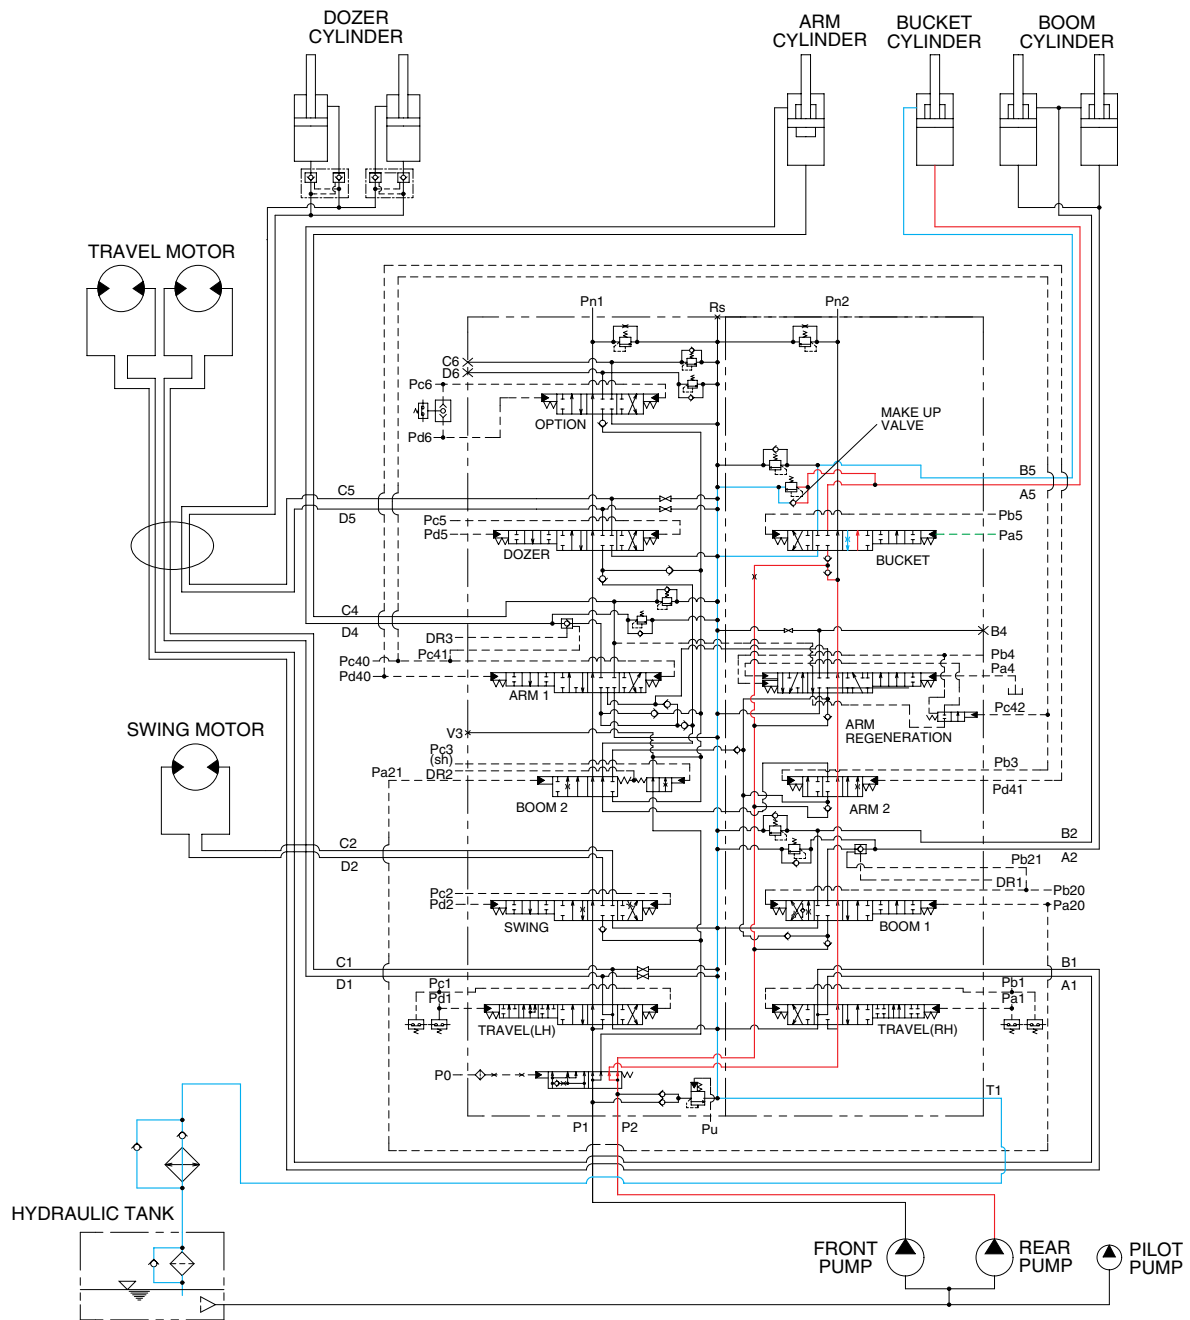 DOZER
CYLINDER
ARM
CYLINDER
BUCKET
CYLINDER
BOOM
CYLINDER
TRAVEL MOTOR
Pn1
Rs
Pn2
C6
D6
Pc6
Pd6
OPTION
MAKE UP
VALVE
B5
A5
C5
D5
Pc5
Pd5
DOZER
Pb5
Pa5
BUCKET
C4
D4
DR3
Pc41
Pc40
Pd40
ARM 1
B4
Pb4
Pa4
Pc42
ARM
REGENERATION
SWING MOTOR
V3
Pc3
(sh)
DR2
Pa21
BOOM 2
Pb3
Pd41
ARM 2
C2
D2
B2
A2
Pb21
DR1
Pc2
Pd2
SWING
Pb20
Pa20
BOOM 1
C1
D1
B1
A1
Pc1
Pd1
TRAVEL(LH)
Pb1
Pa1
TRAVEL(RH)
P0
T1
P1
P2
Pu
HYDRAULIC TANK
FRONT
PUMP
REAR
PUMP
PILOT
PUMP